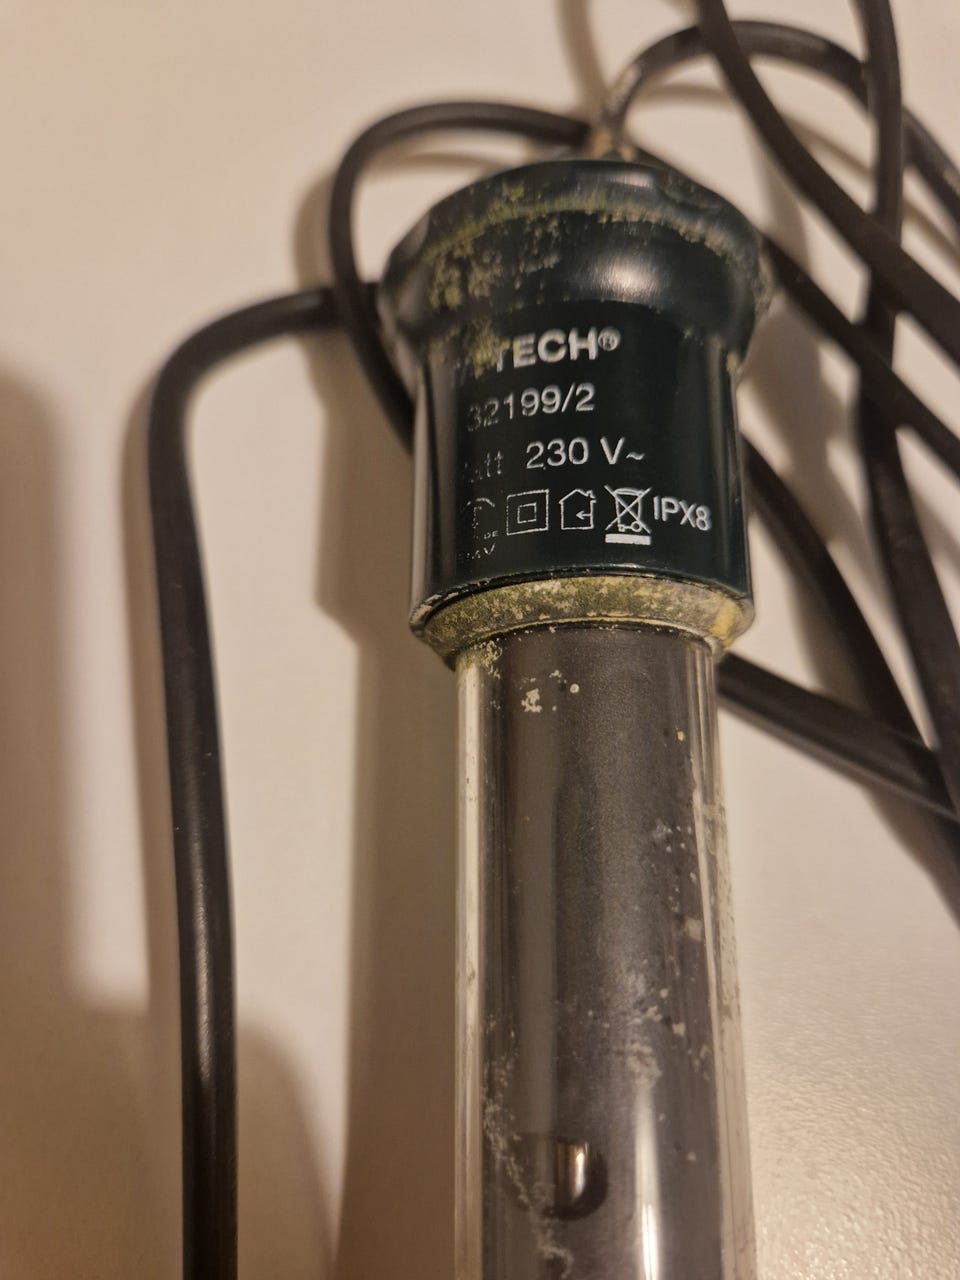 TECH®
32199/2
230 V~
IPX8